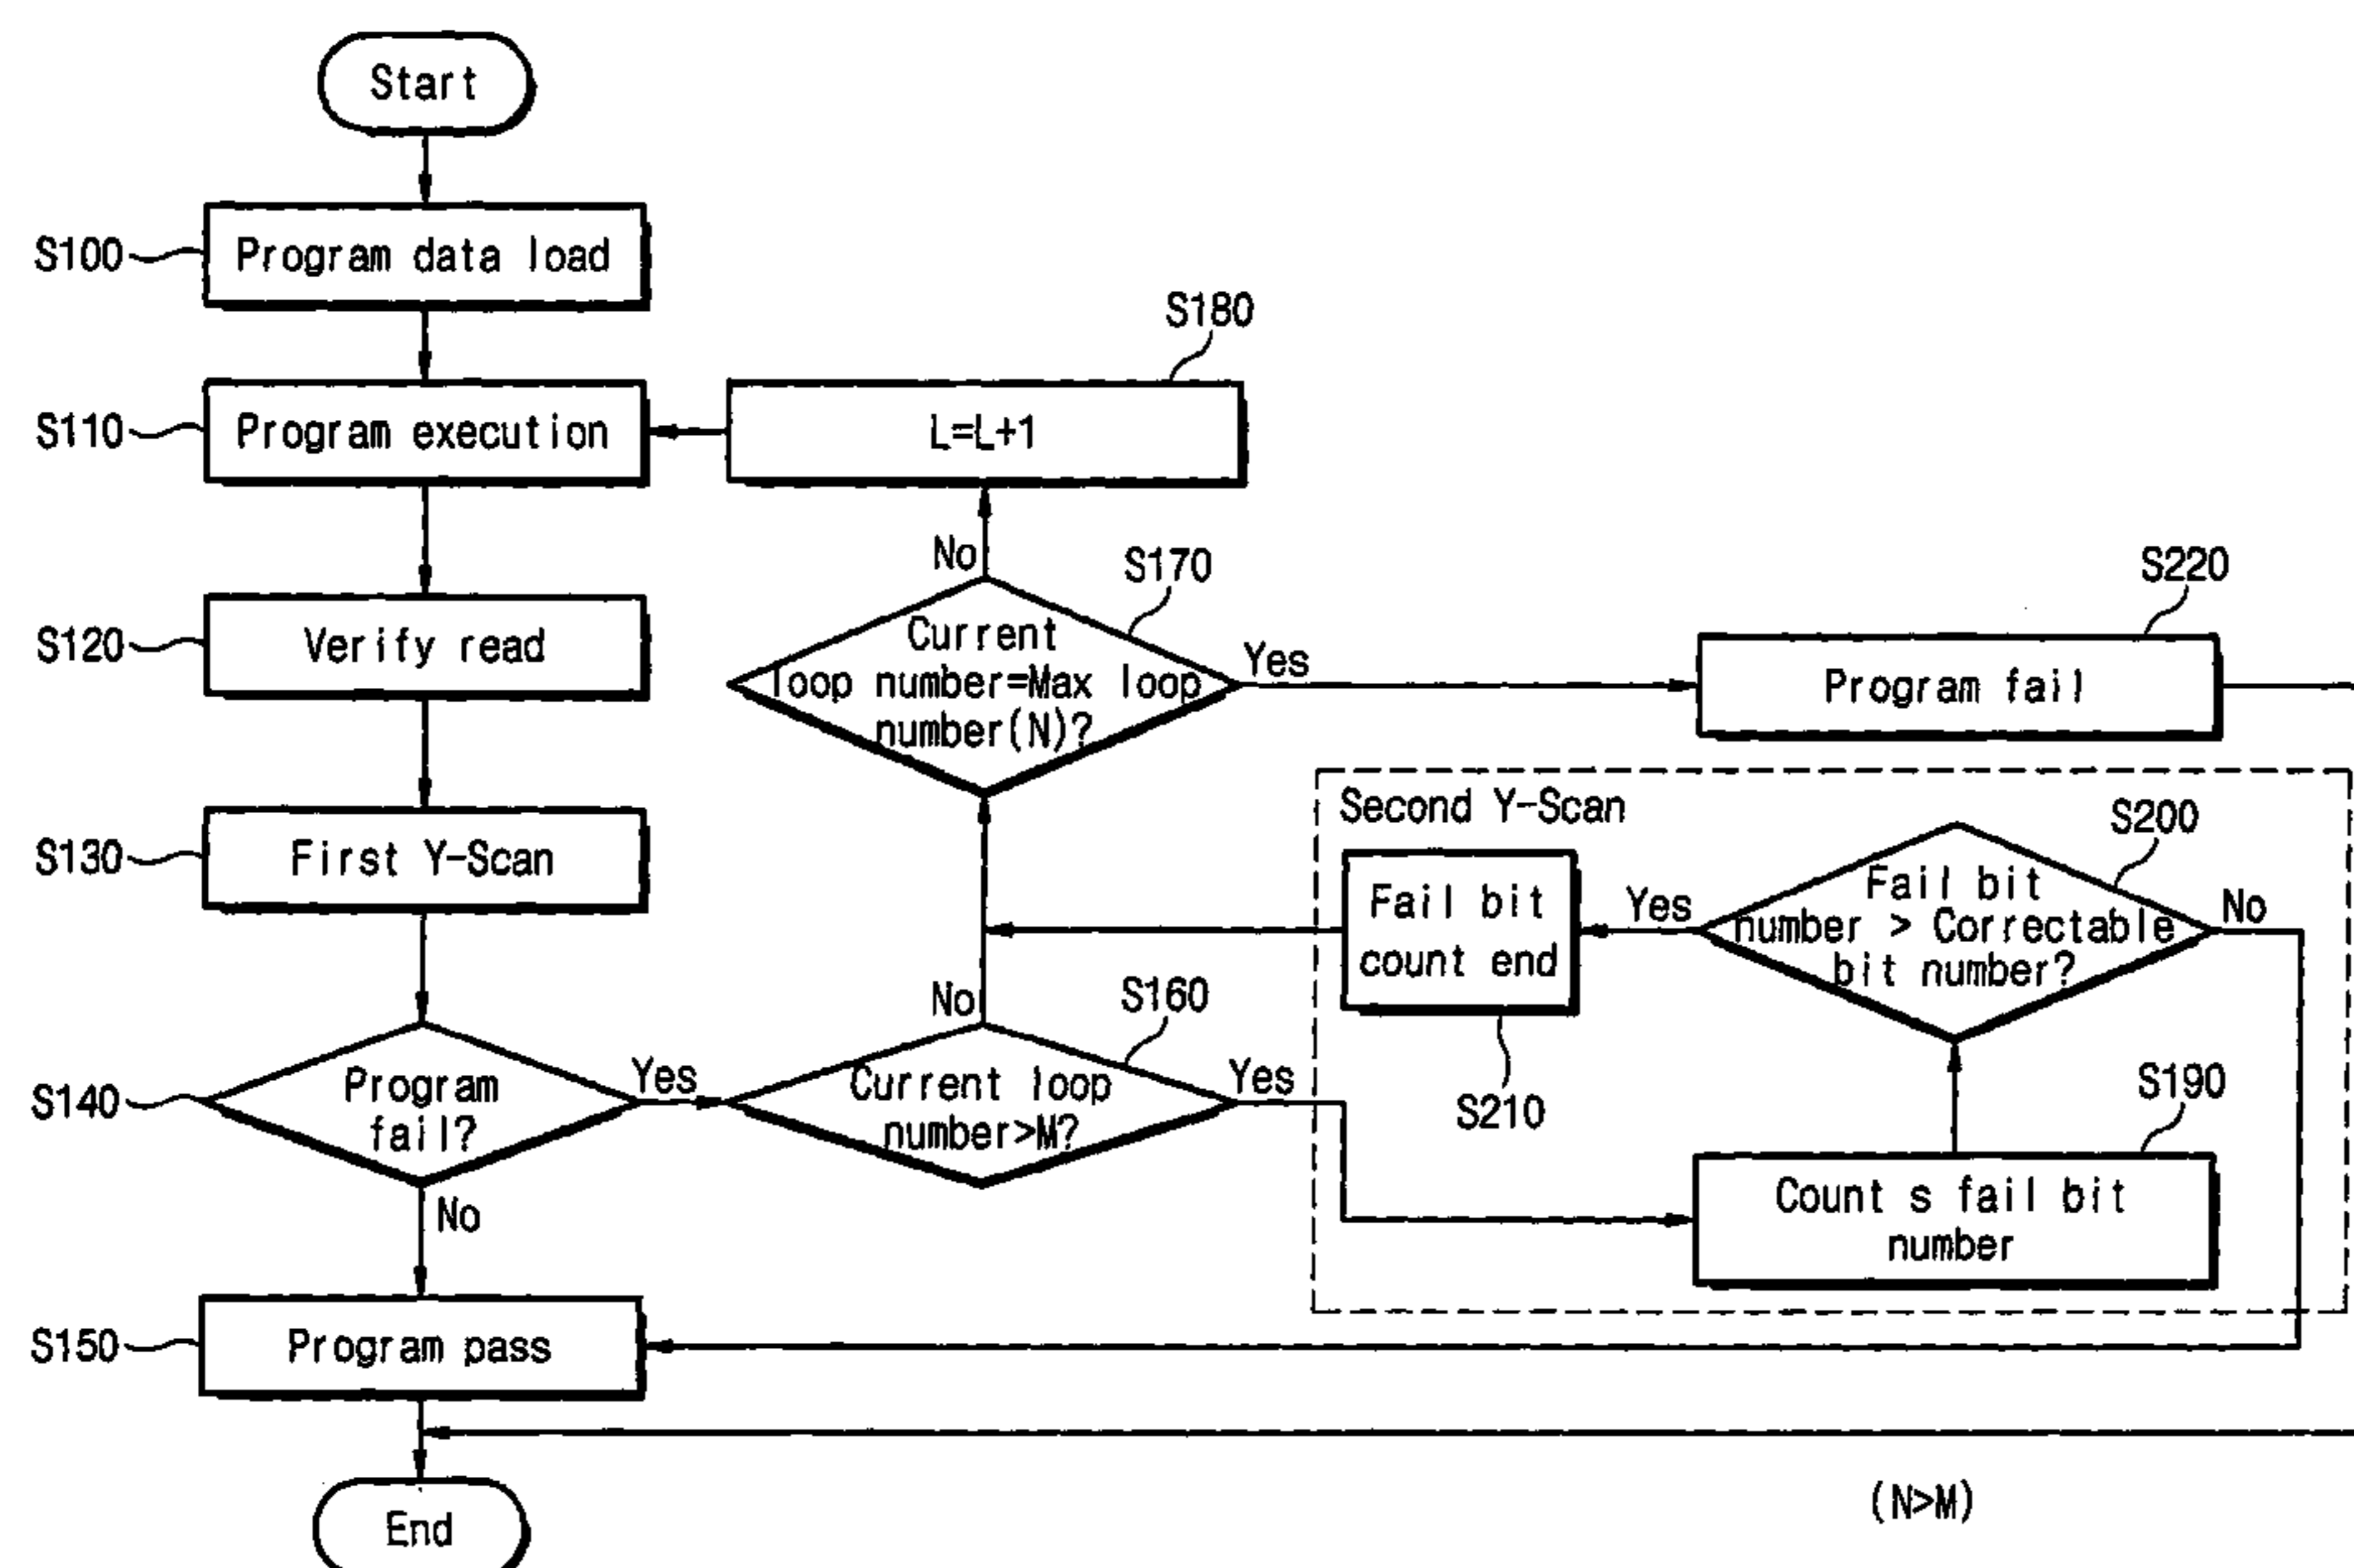 Start
S100
Program data load
S180
S110
Program execution
L=L+1
No
S170
S220
S120
Verify read
Current
loop number=Max loop
number(N)?
Yes
Program fail
Second Y-Scan
S200
S130
First Y-Scan
Fail bit
count end
Yes
Fail bit
number > Correctable
bit number?
No
No
S160
S210
S190
S140
Program
fail?
Yes
Current loop
number>M?
Yes
Count s fail bit
number
No
S150
Program pass
End
(N>M)